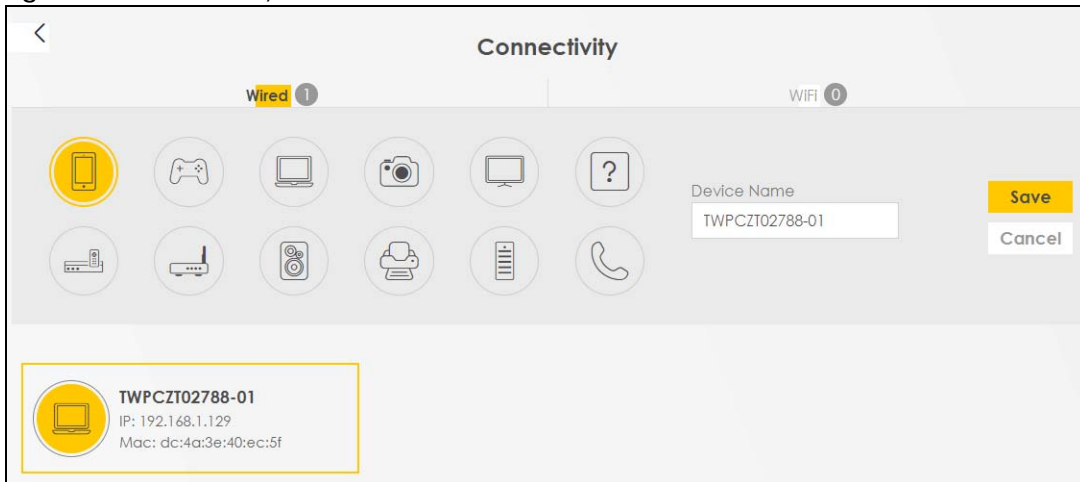 Connectivity
Wired 1
WiFi 0
?
Device Name
TWPCZT02788-01
Save
Cancel
TWPCZT02788-01
IP: 192.168.1.129
Mac: dc:4a:3e:40:ec:5f